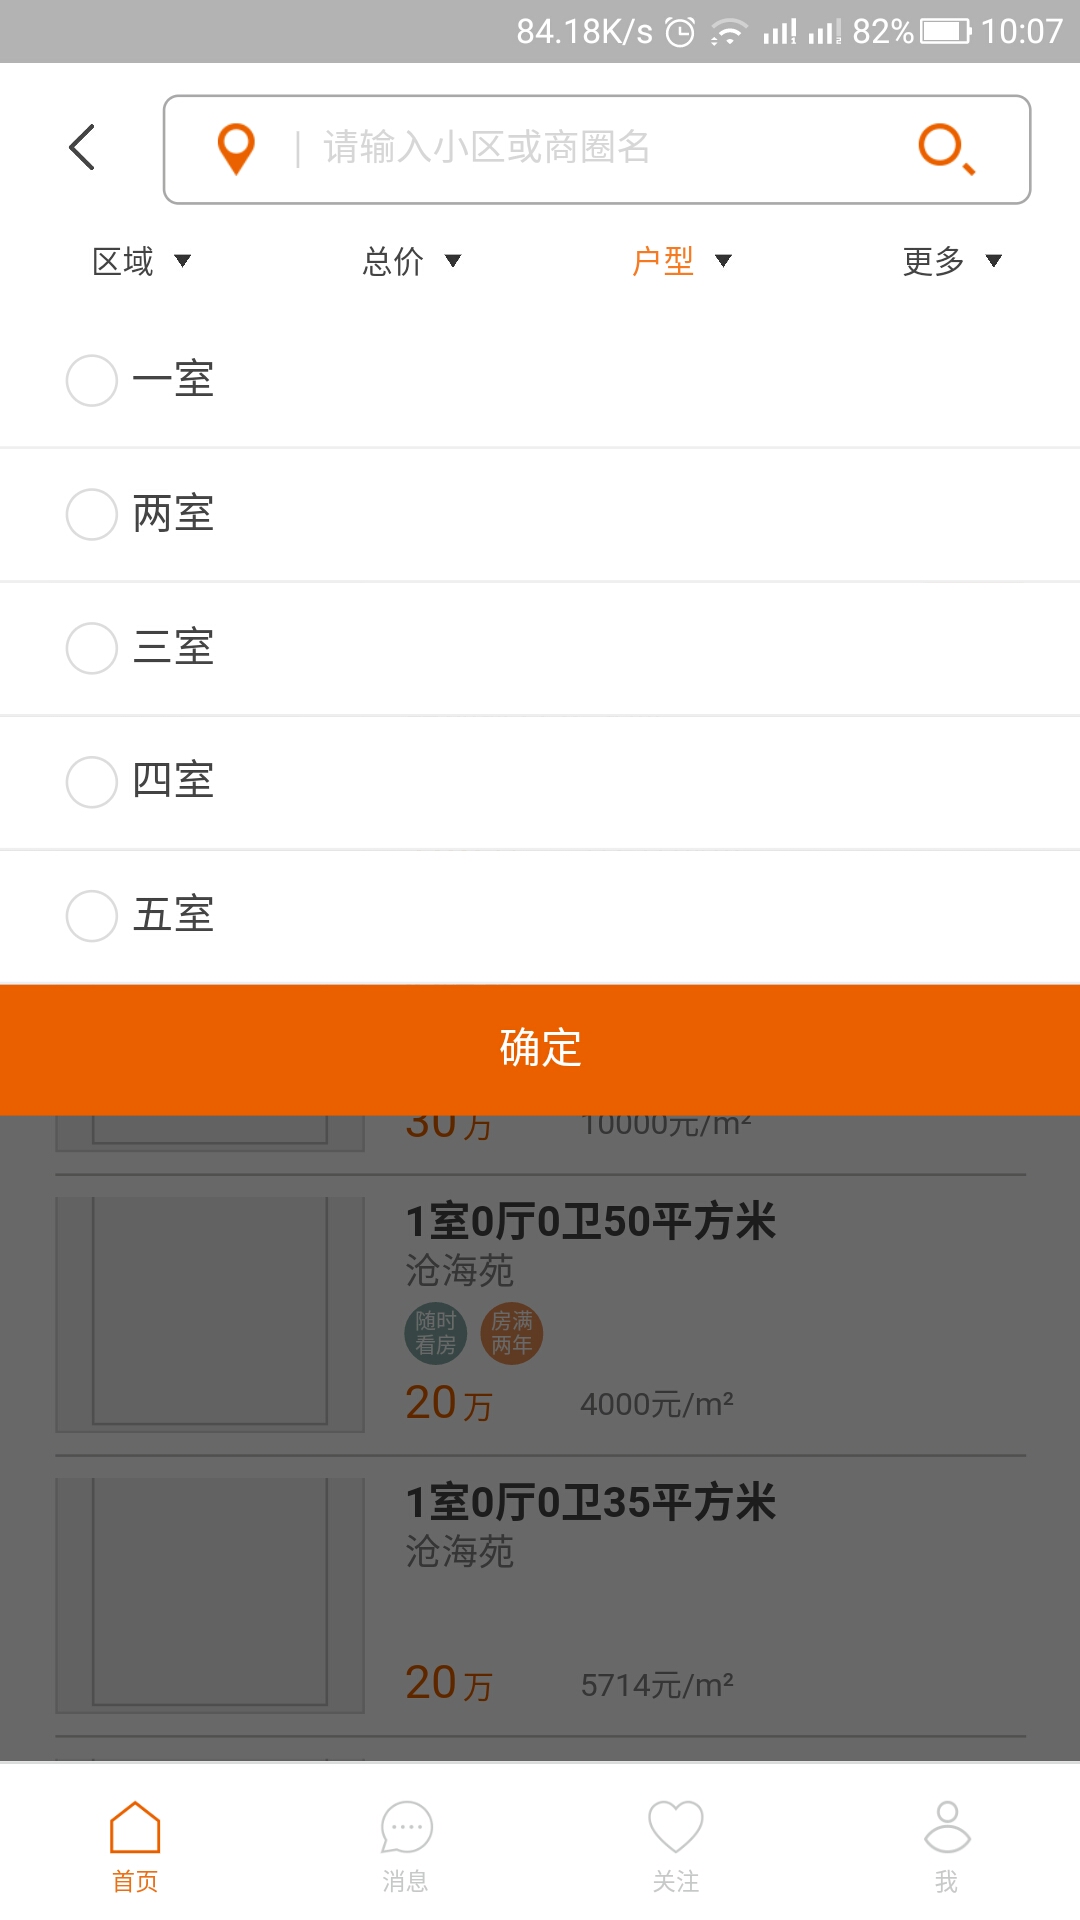 84.18K/s 82% 10:07
请输入小区或商圈名
区域 总价 户型 更多
一室
两室
三室
四室
五室
确定
30万 10000元/m²
1室0厅0卫50平方米
沧海苑
随时看房 房满两年
20万 4000元/m²
1室0厅0卫35平方米
沧海苑
20万 5714元/m²
首页 消息 关注 我